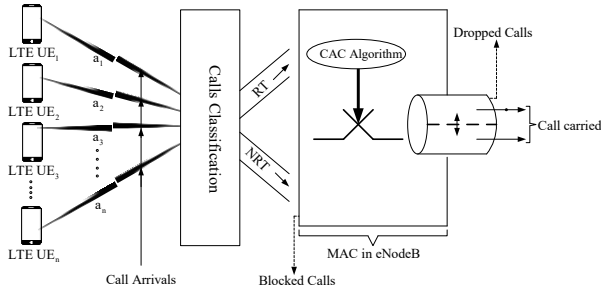 LTE UE1
LTE UE2
LTE UE3
LTE UEn
a1
a2
a3
an
Call Arrivals
Calls Classification
RT
NRT
CAC Algorithm
Dropped Calls
Call carried
MAC in eNodeB
Blocked Calls